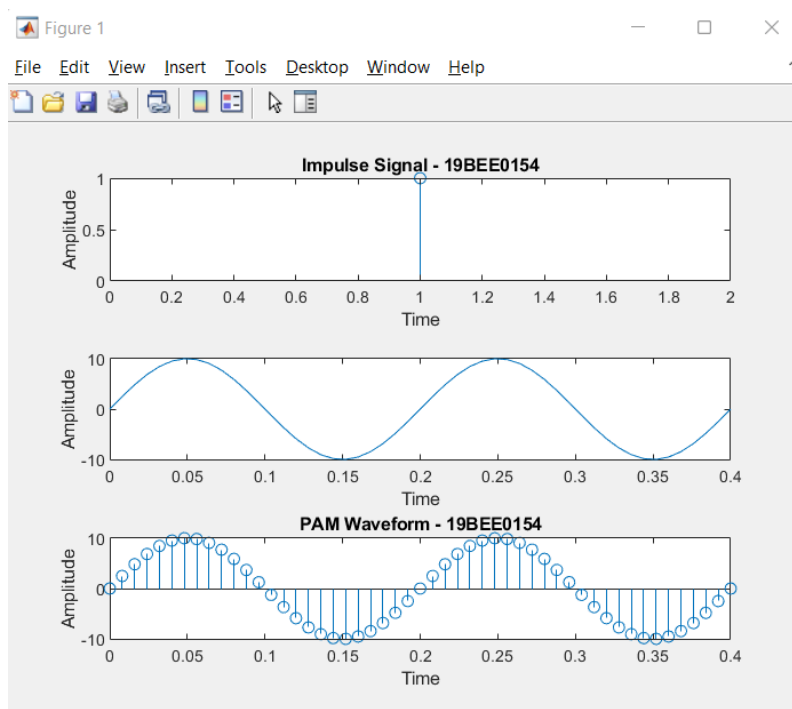 Figure 1
File Edit View Insert Tools Desktop Window Help
Impulse Signal - 19BEE0154
Amplitude
1
0.5
0
0 0.2 0.4 0.6 0.8 1 1.2 1.4 1.6 1.8 2
Time
Amplitude
10
0
-10
0 0.05 0.1 0.15 0.2 0.25 0.3 0.35 0.4
Time
PAM Waveform - 19BEE0154
Amplitude
10
0
-10
0 0.05 0.1 0.15 0.2 0.25 0.3 0.35 0.4
Time